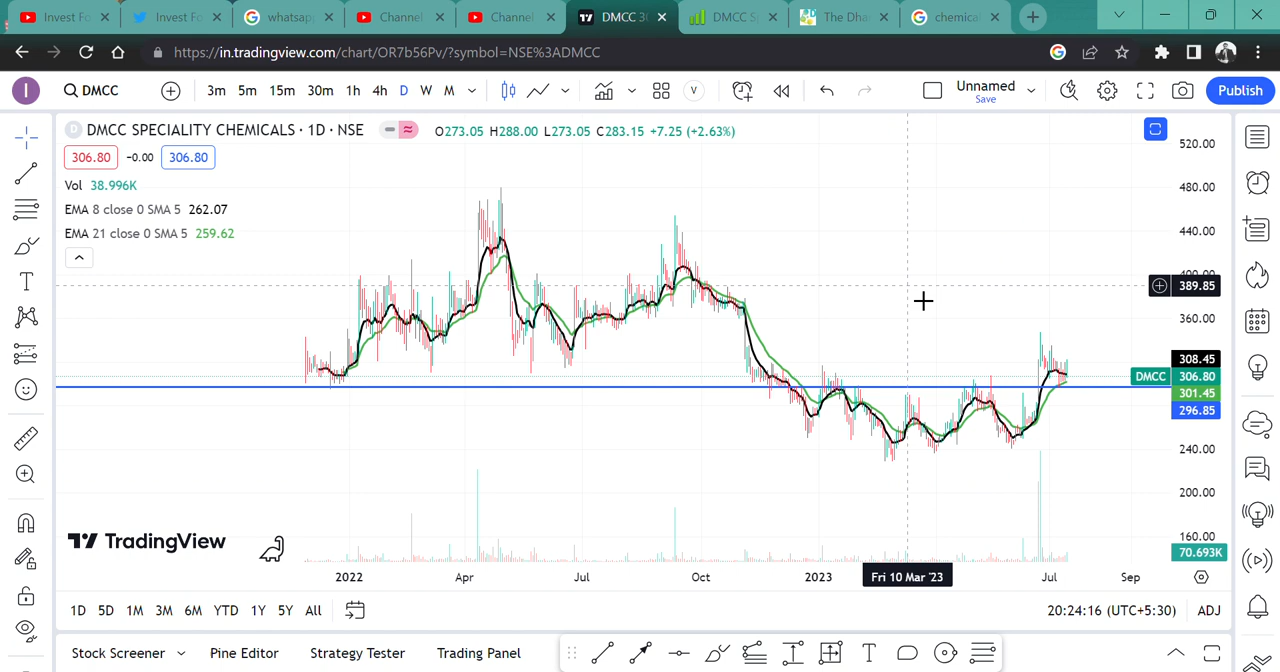 Invest Fo
Invest Fo
whatsap
Channel
Channel
DMCC 30
DMCC S
The Dha
chemica
https://in.tradingview.com/chart/OR7b56Pv/?symbol=NSE%3ADMCC
I
DMCC
3m 5m 15m 30m 1h 4h D W M
V
Unnamed
Save
Publish
D DMCC SPECIALITY CHEMICALS · 1D · NSE
O273.05 H288.00 L273.05 C283.15 +7.25 (+2.63%)
306.80 -0.00 306.80
Vol 38.996K
EMA 8 close 0 SMA 5 262.07
EMA 21 close 0 SMA 5 259.62
520.00
480.00
440.00
400.00
389.85
360.00
308.45
DMCC 306.80
301.45
296.85
240.00
200.00
160.00
70.693K
TradingView
2022 Apr Jul Oct 2023 Fri 10 Mar '23 Jul Sep
1D 5D 1M 3M 6M YTD 1Y 5Y All
20:24:16 (UTC+5:30) ADJ
Stock Screener Pine Editor Strategy Tester Trading Panel
T